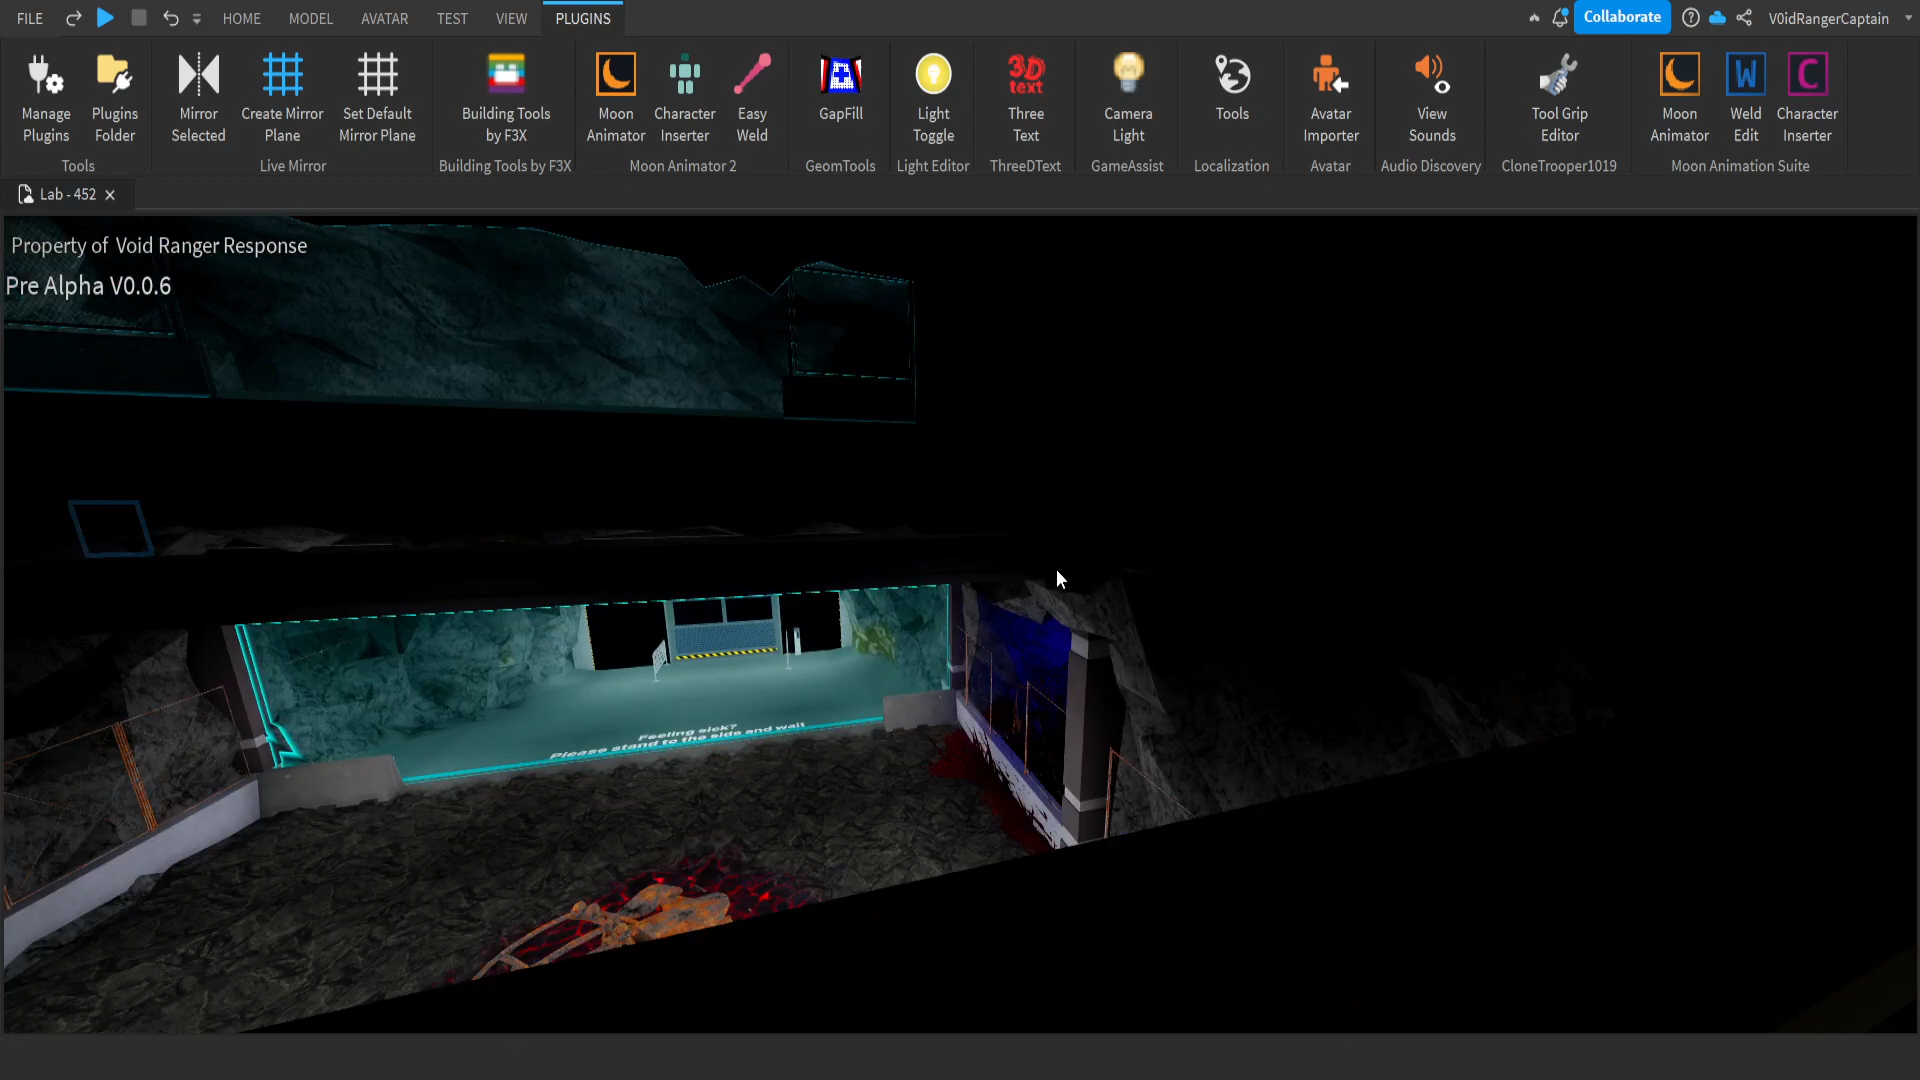 FILE HOME MODEL AVATAR TEST VIEW PLUGINS Collaborate V0idRangerCaptain
Manage Plugins
Plugins Folder
Tools
Mirror Selected
Create Mirror Plane
Set Default Mirror Plane
Live Mirror
Building Tools by F3X
Building Tools by F3X
Moon Animator
Character Inserter
Easy Weld
Moon Animator 2
GapFill
GeomTools
Light Toggle
Light Editor
3D text
Three Text
ThreeDText
Camera Light
GameAssist
Tools
Localization
Avatar Importer
Avatar
View Sounds
Audio Discovery
Tool Grip Editor
CloneTrooper1019
Moon Animator
W
Weld Edit
C
Character Inserter
Moon Animation Suite
Lab - 452
Property of Void Ranger Response
Pre Alpha V0.0.6
Feeling sick?
Please stand to the side and wait